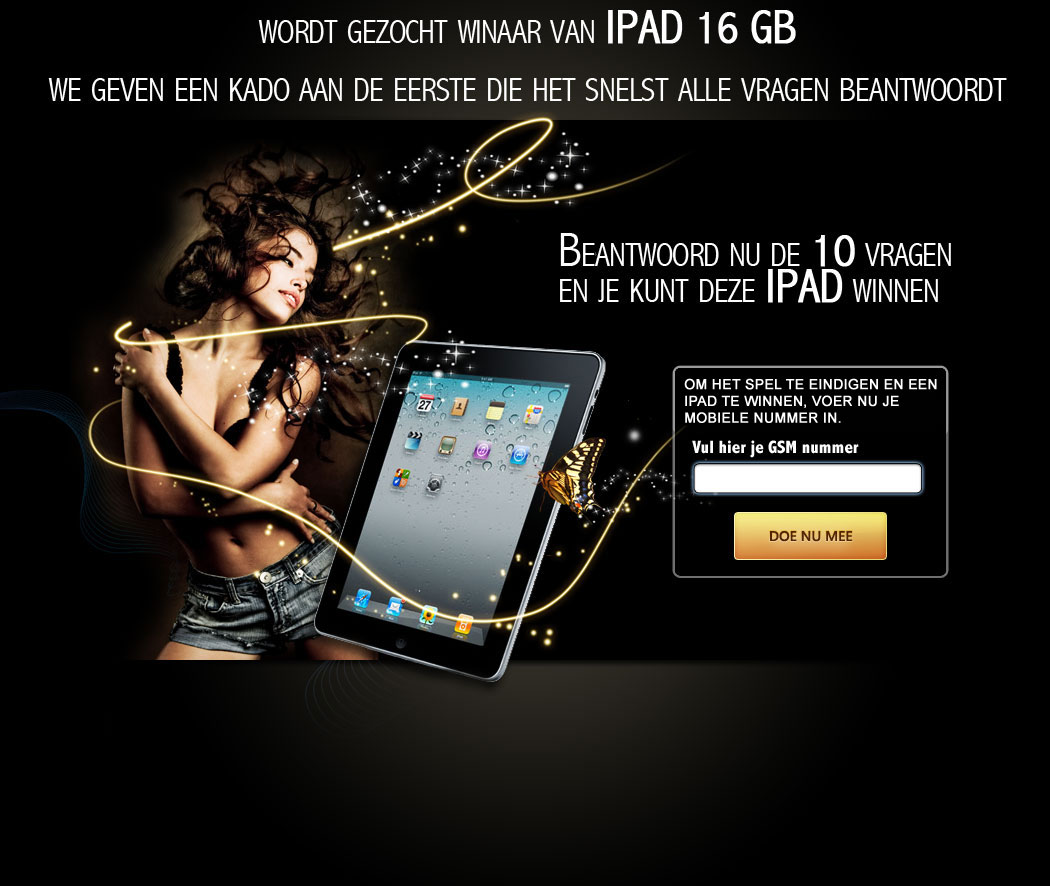 WORDT GEZOCHT WINAAR VAN IPAD 16 GB
WE GEVEN EEN KADO AAN DE EERSTE DIE HET SNELST ALLE VRAGEN BEANTWOORDT
BEANTWOORD NU DE 10 VRAGEN
EN JE KUNT DEZE IPAD WINNEN
OM HET SPEL TE EINDIGEN EN EEN
IPAD TE WINNEN, VOER NU JE
MOBIELE NUMMER IN.
Vul hier je GSM nummer
DOE NU MEE
27